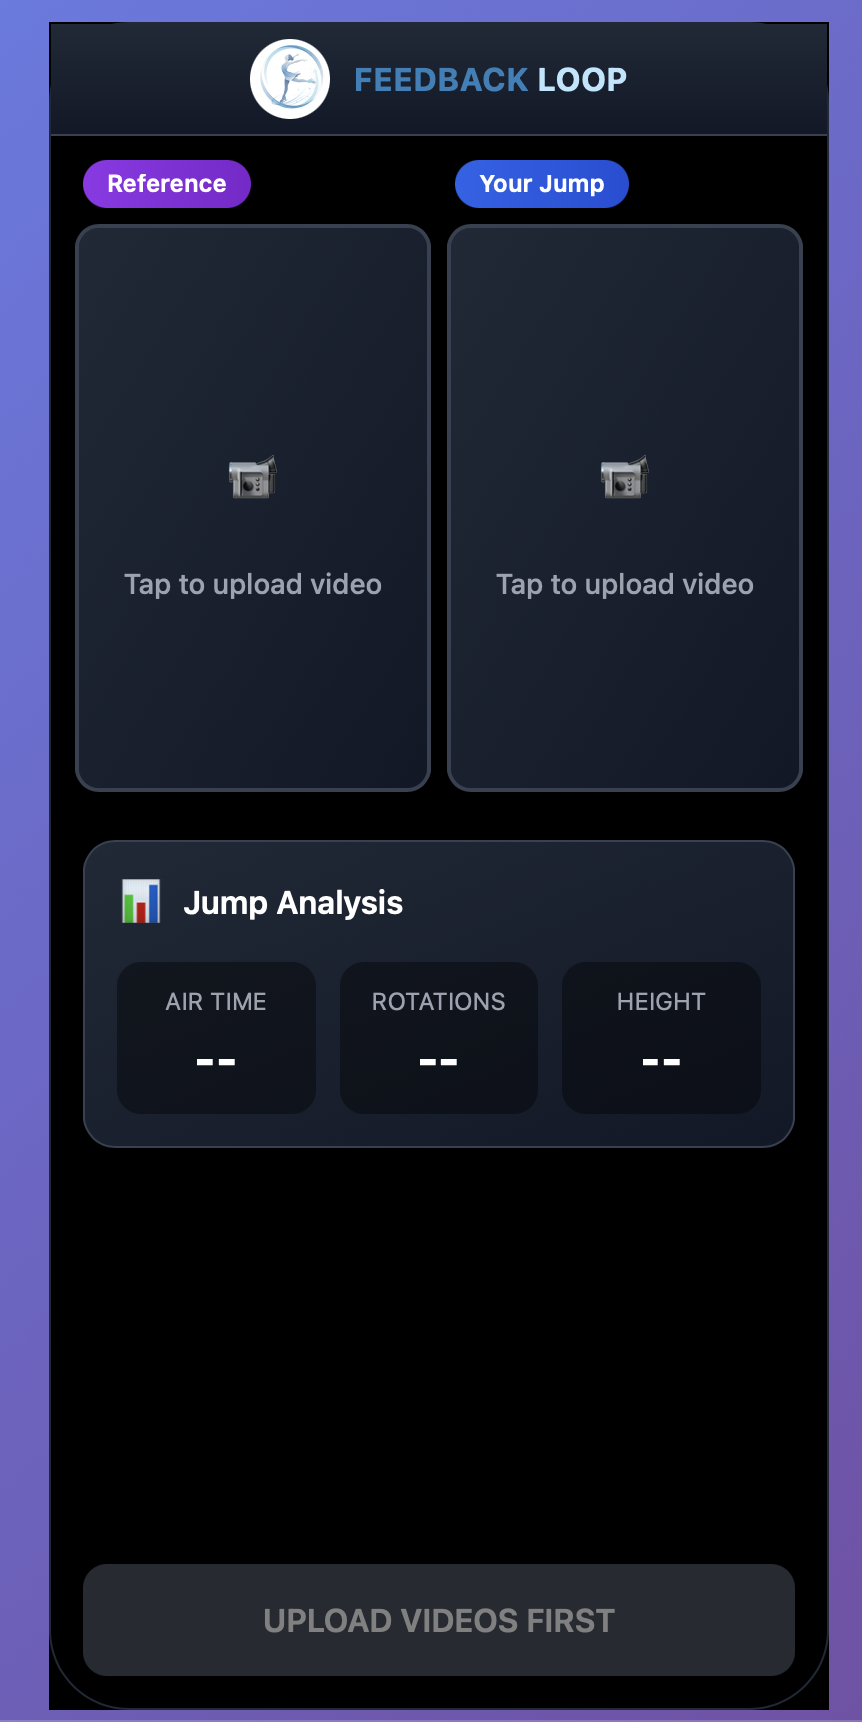 FEEDBACK LOOP
Reference
Your Jump
Tap to upload video
Tap to upload video
Jump Analysis
AIR TIME
ROTATIONS
HEIGHT
--
--
--
UPLOAD VIDEOS FIRST